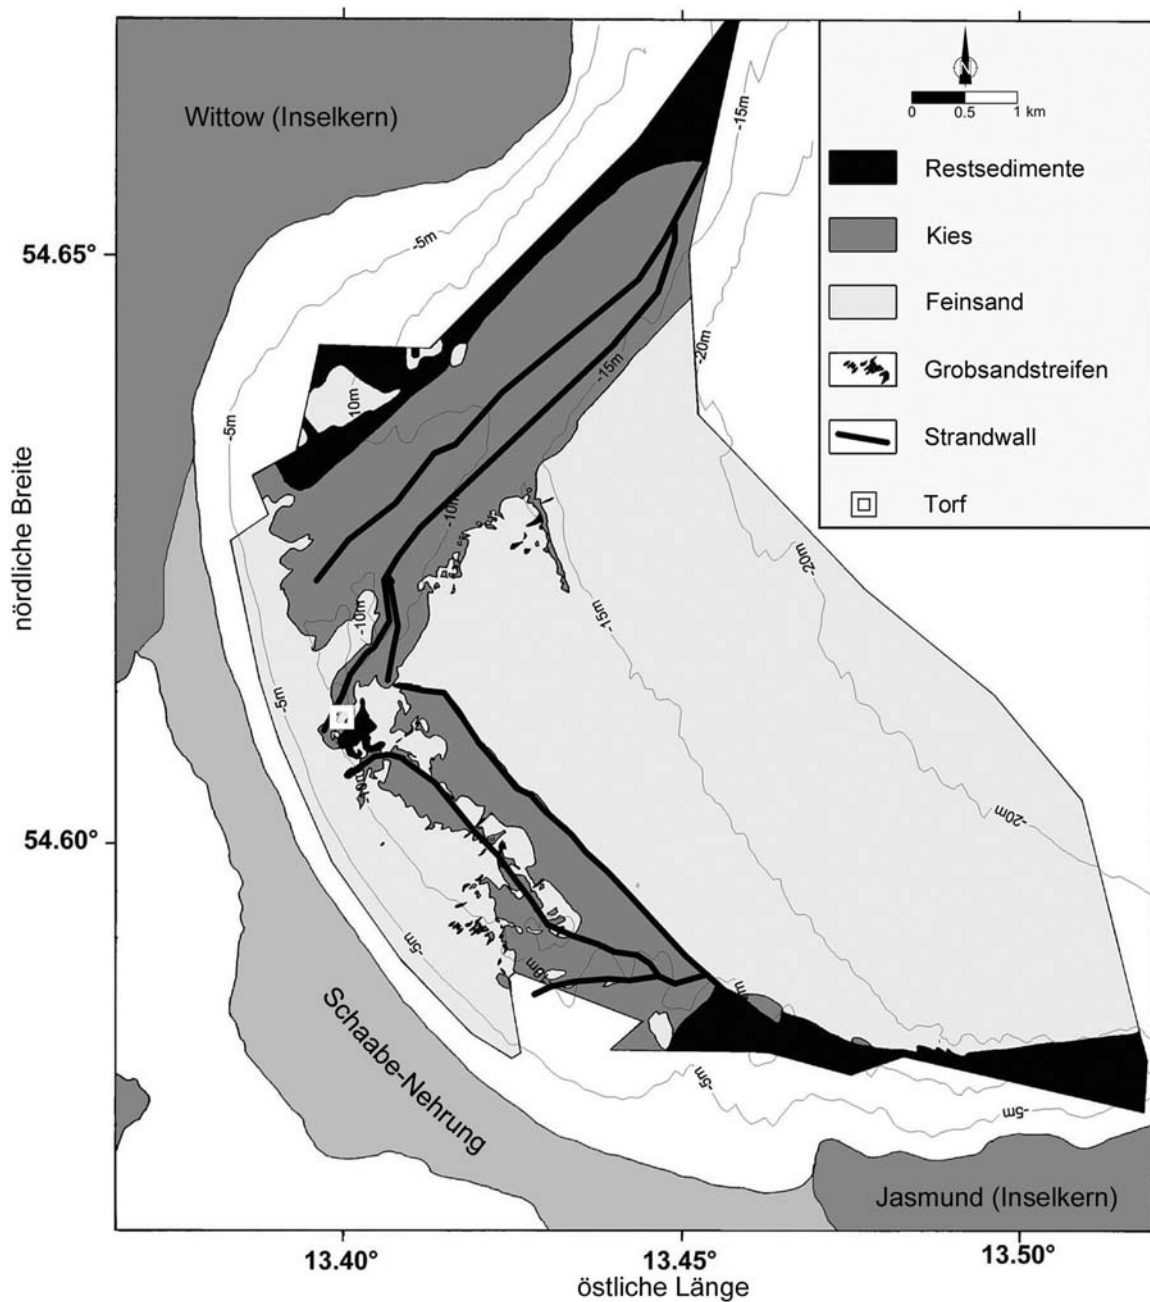 Wittow (Inselkern)
N
0 0.5 1 km
Restsedimente
Kies
Feinsand
Grobsandstreifen
Strandwall
Torf
-15m
-5m
54.65°
-20m
-15m
-10m
-5m
-10m
-20m
nördliche Breite
-10m
-15m
-5m
-10m
-20m
54.60°
-5m
-10m
Schaabe-Nehrung
-5m
-5m
Jasmund (Inselkern)
13.40°
13.45°
13.50°
östliche Länge